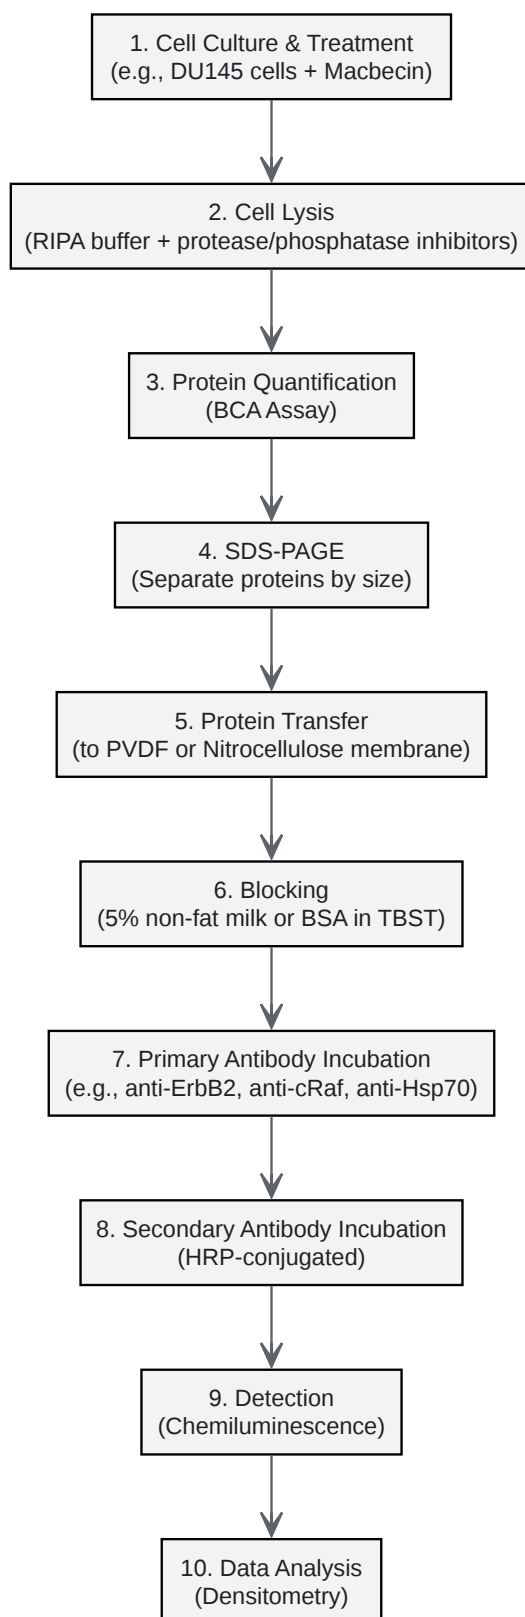 1. Cell Culture & Treatment
(e.g., DU145 cells + Macbecin)
2. Cell Lysis
(RIPA buffer + protease/phosphatase inhibitors)
3. Protein Quantification
(BCA Assay)
4. SDS-PAGE
(Separate proteins by size)
5. Protein Transfer
(to PVDF or Nitrocellulose membrane)
6. Blocking
(5% non-fat milk or BSA in TBST)
7. Primary Antibody Incubation
(e.g., anti-ErbB2, anti-cRaf, anti-Hsp70)
8. Secondary Antibody Incubation
(HRP-conjugated)
9. Detection
(Chemiluminescence)
10. Data Analysis
(Densitometry)